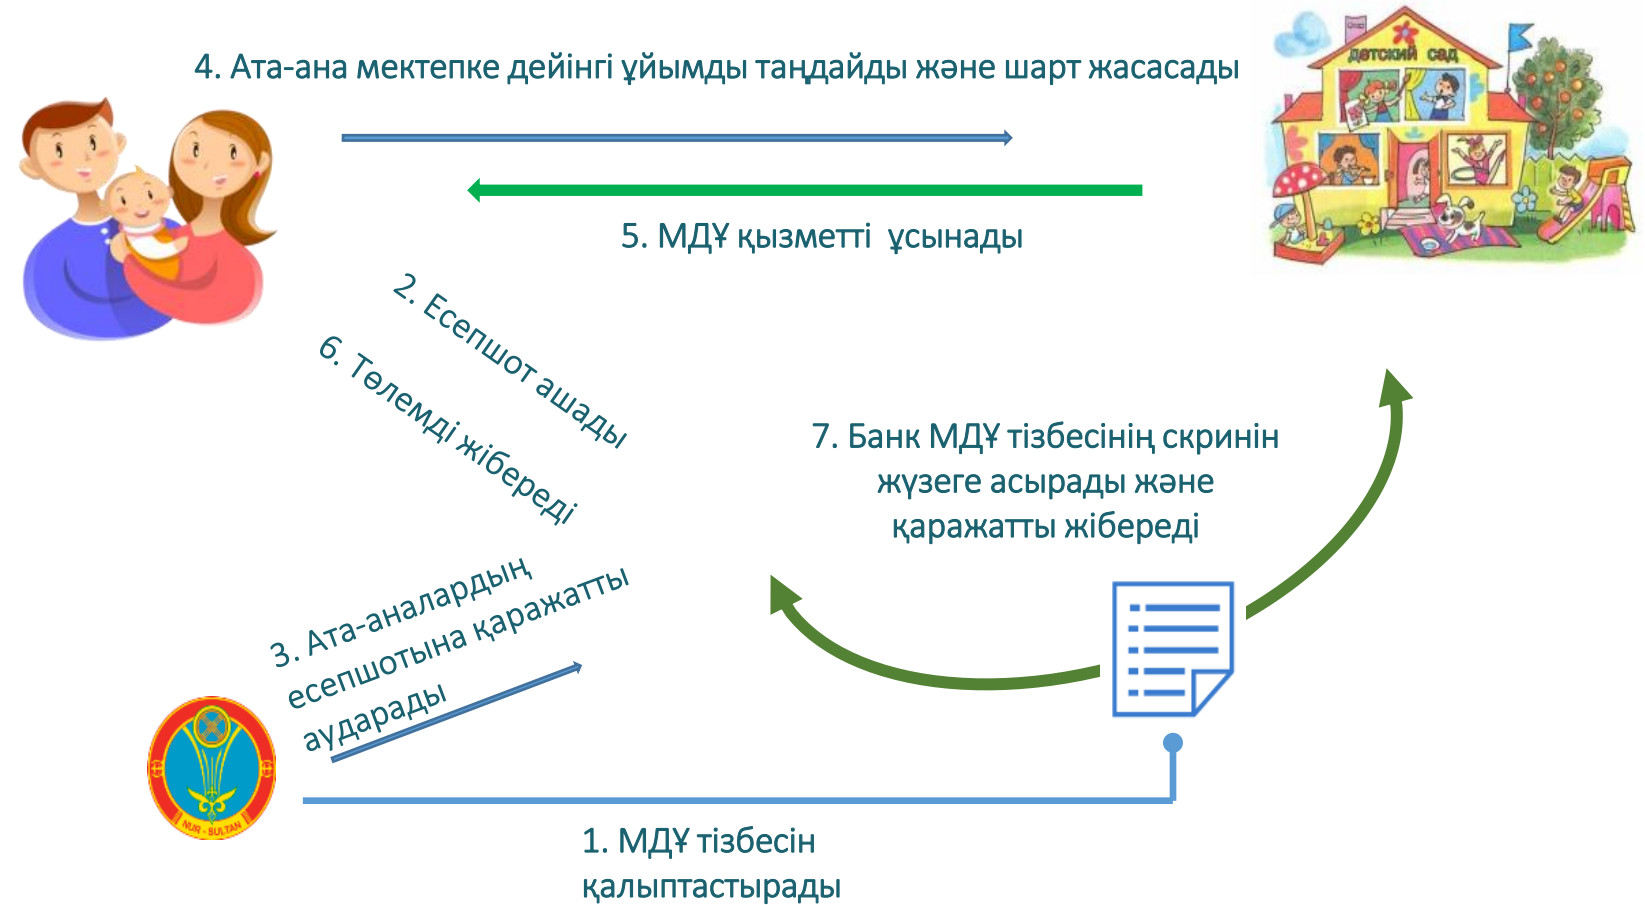 4. Ата-ана мектепке дейінгі ұйымды таңдайды және шарт жасасады
детский сад
5. МДҰ қызметті ұсынады
2. Есепшот ашады
6. Төлемді жібереді
7. Банк МДҰ тізбесінің скринін
жүзеге асырады және
қаражатты жібереді
3. Ата-аналардың
есепшотына қаражатты
аударады
NUR - SULTAN
1. МДҰ тізбесін
қалыптастырады